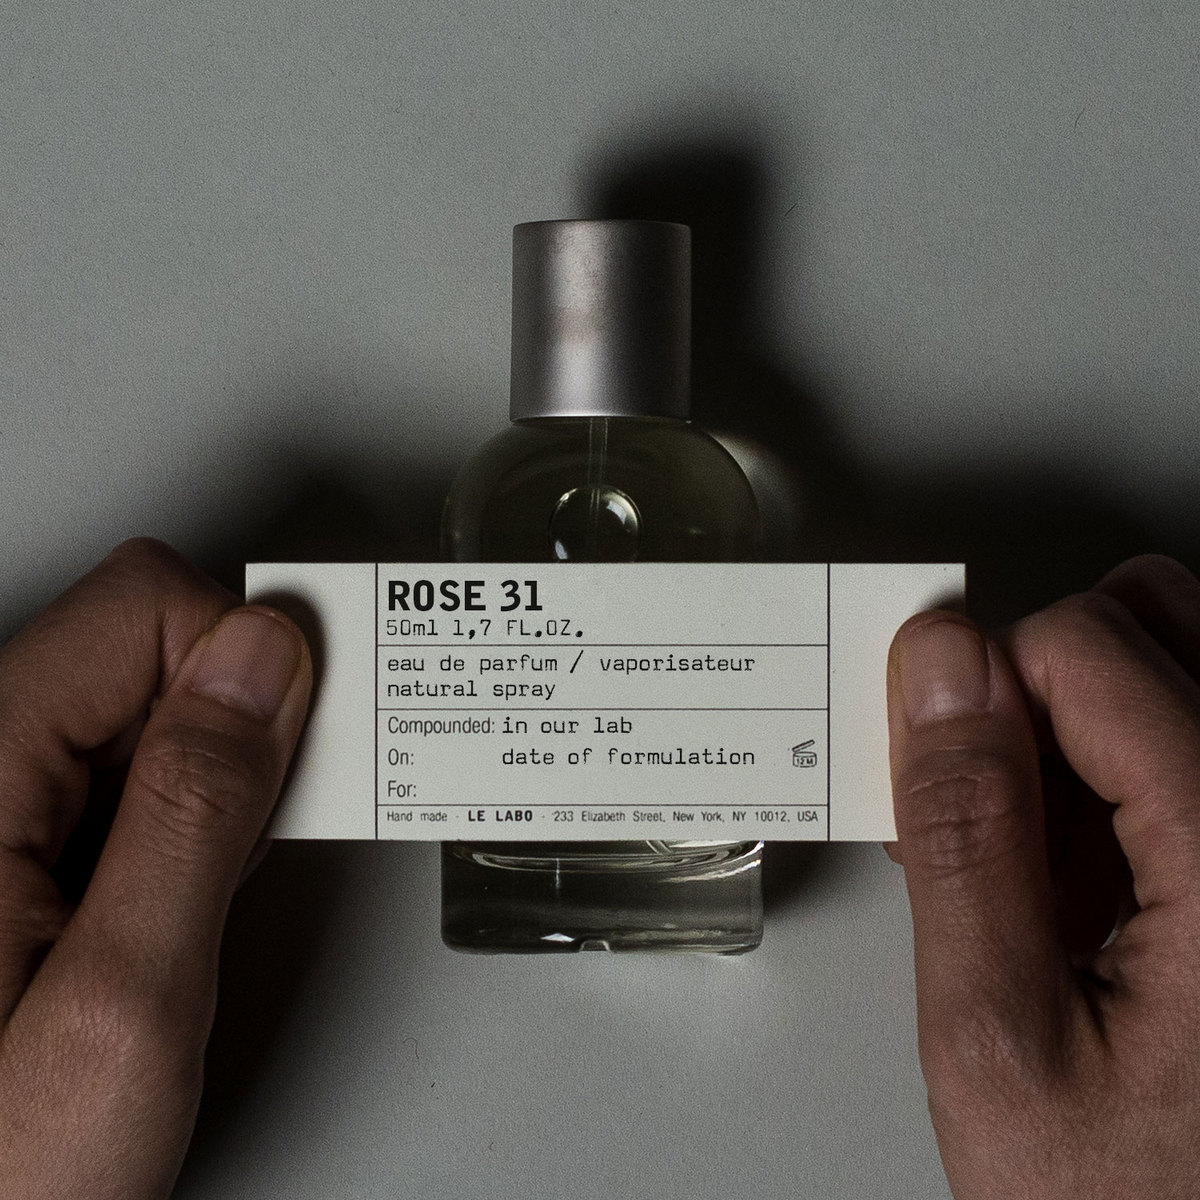 ROSE 31
50ml 1,7 FL.OZ.
eau de parfum / vaporisateur
natural spray
Compounded: in our lab
On: date of formulation
12M
For:
Hand made - LE LABO - 233 Elizabeth Street, New York, NY 10012, USA